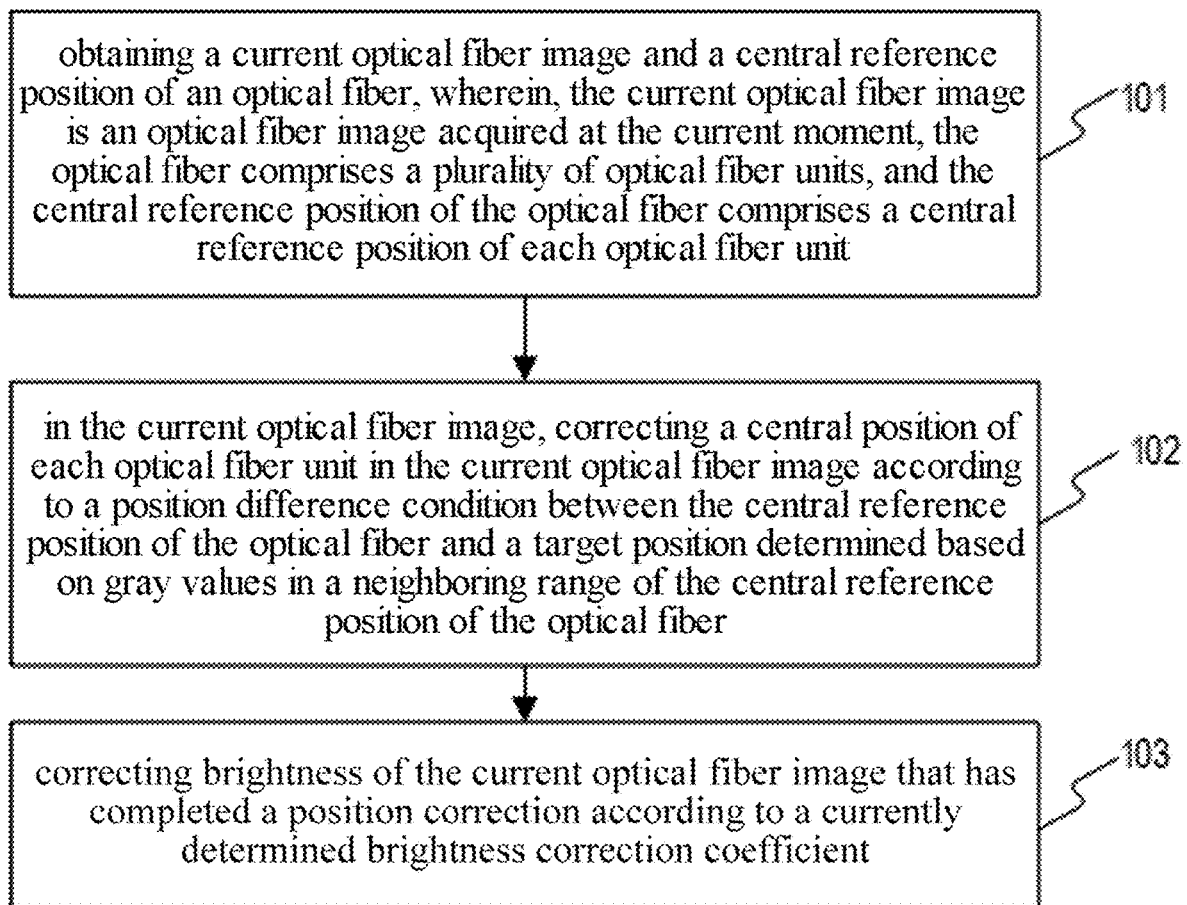 obtaining a current optical fiber image and a central reference
position of an optical fiber, wherein, the current optical fiber image
is an optical fiber image acquired at the current moment, the
optical fiber comprises a plurality of optical fiber units, and the
central reference position of the optical fiber comprises a central
reference position of each optical fiber unit
101
in the current optical fiber image, correcting a central position of
each optical fiber unit in the current optical fiber image according
to a position difference condition between the central reference
position of the optical fiber and a target position determined based
on gray values in a neighboring range of the central reference
position of the optical fiber
102
correcting brightness of the current optical fiber image that has
completed a position correction according to a currently
determined brightness correction coefficient
103